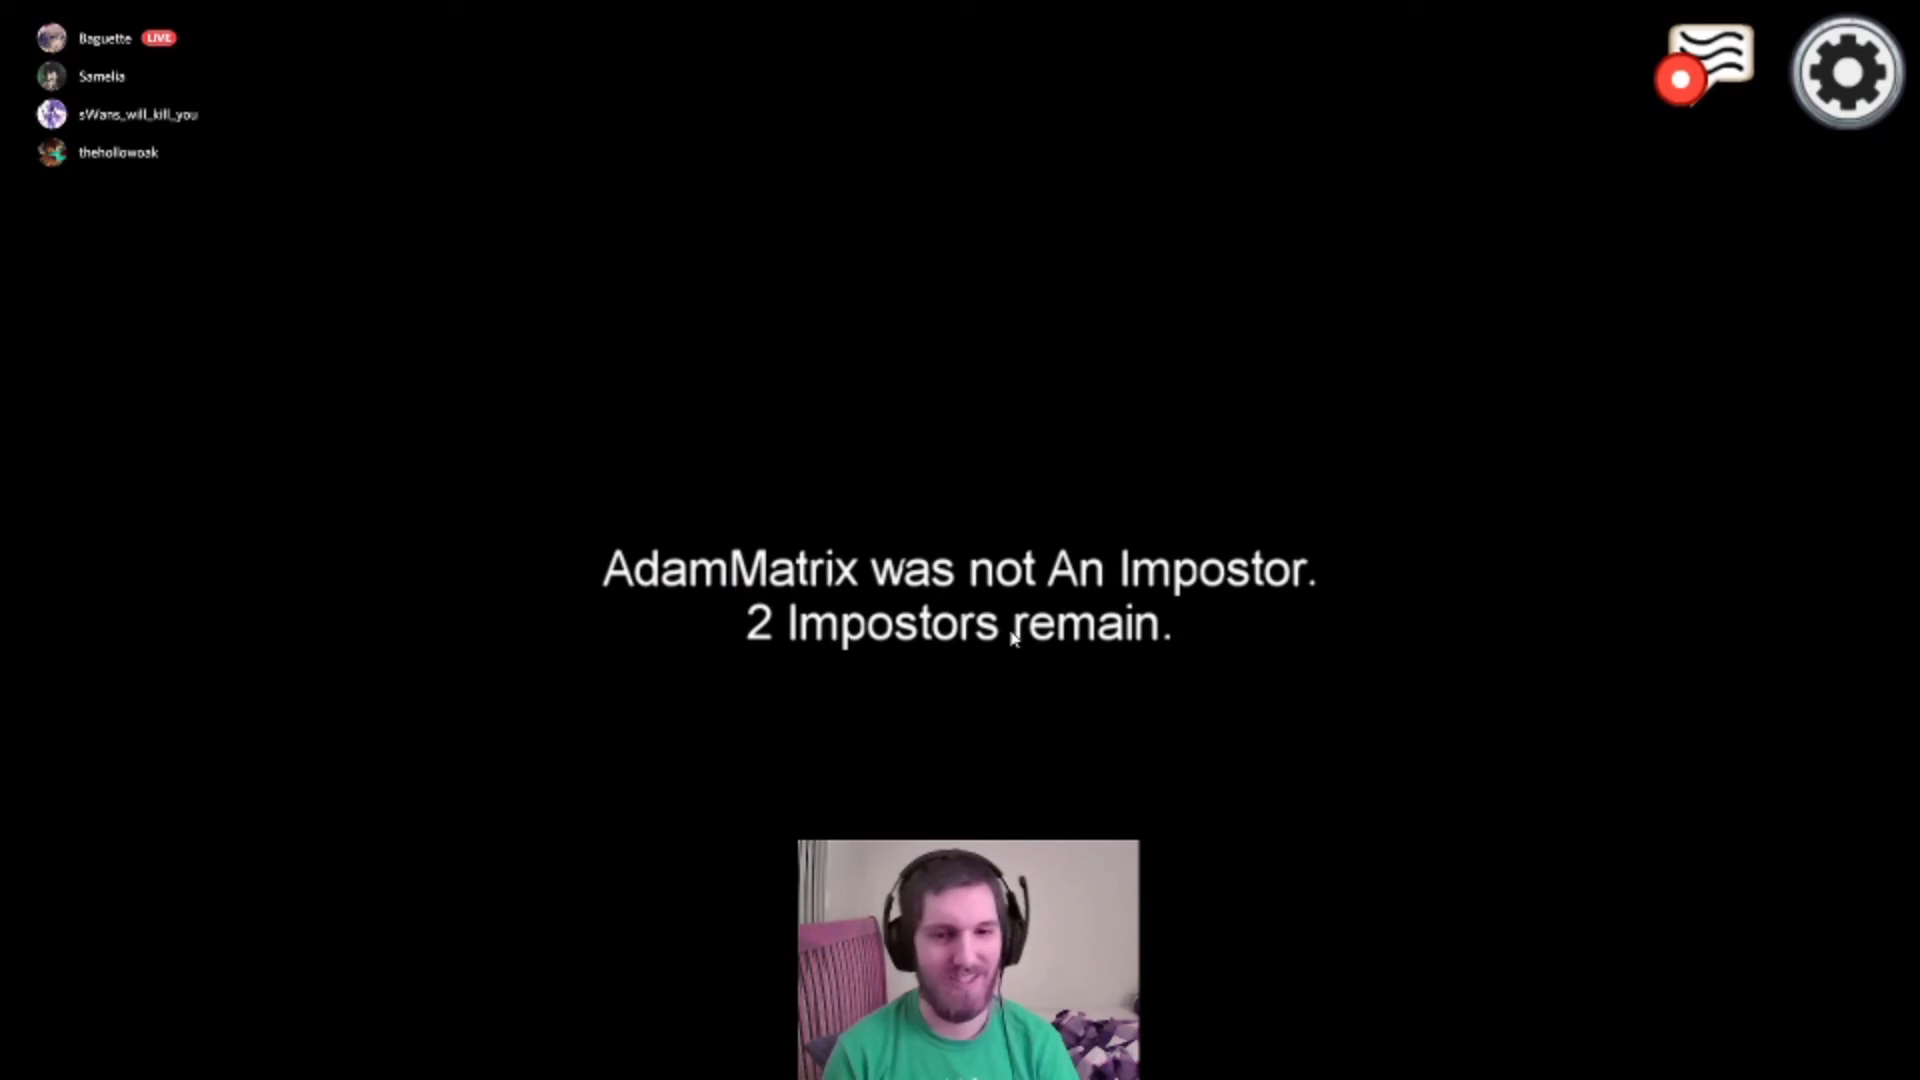 Baguette LIVE
Samelia
sWans_will_kill_you
thehollowoak
AdamMatrix was not An Impostor.
2 Impostors remain.